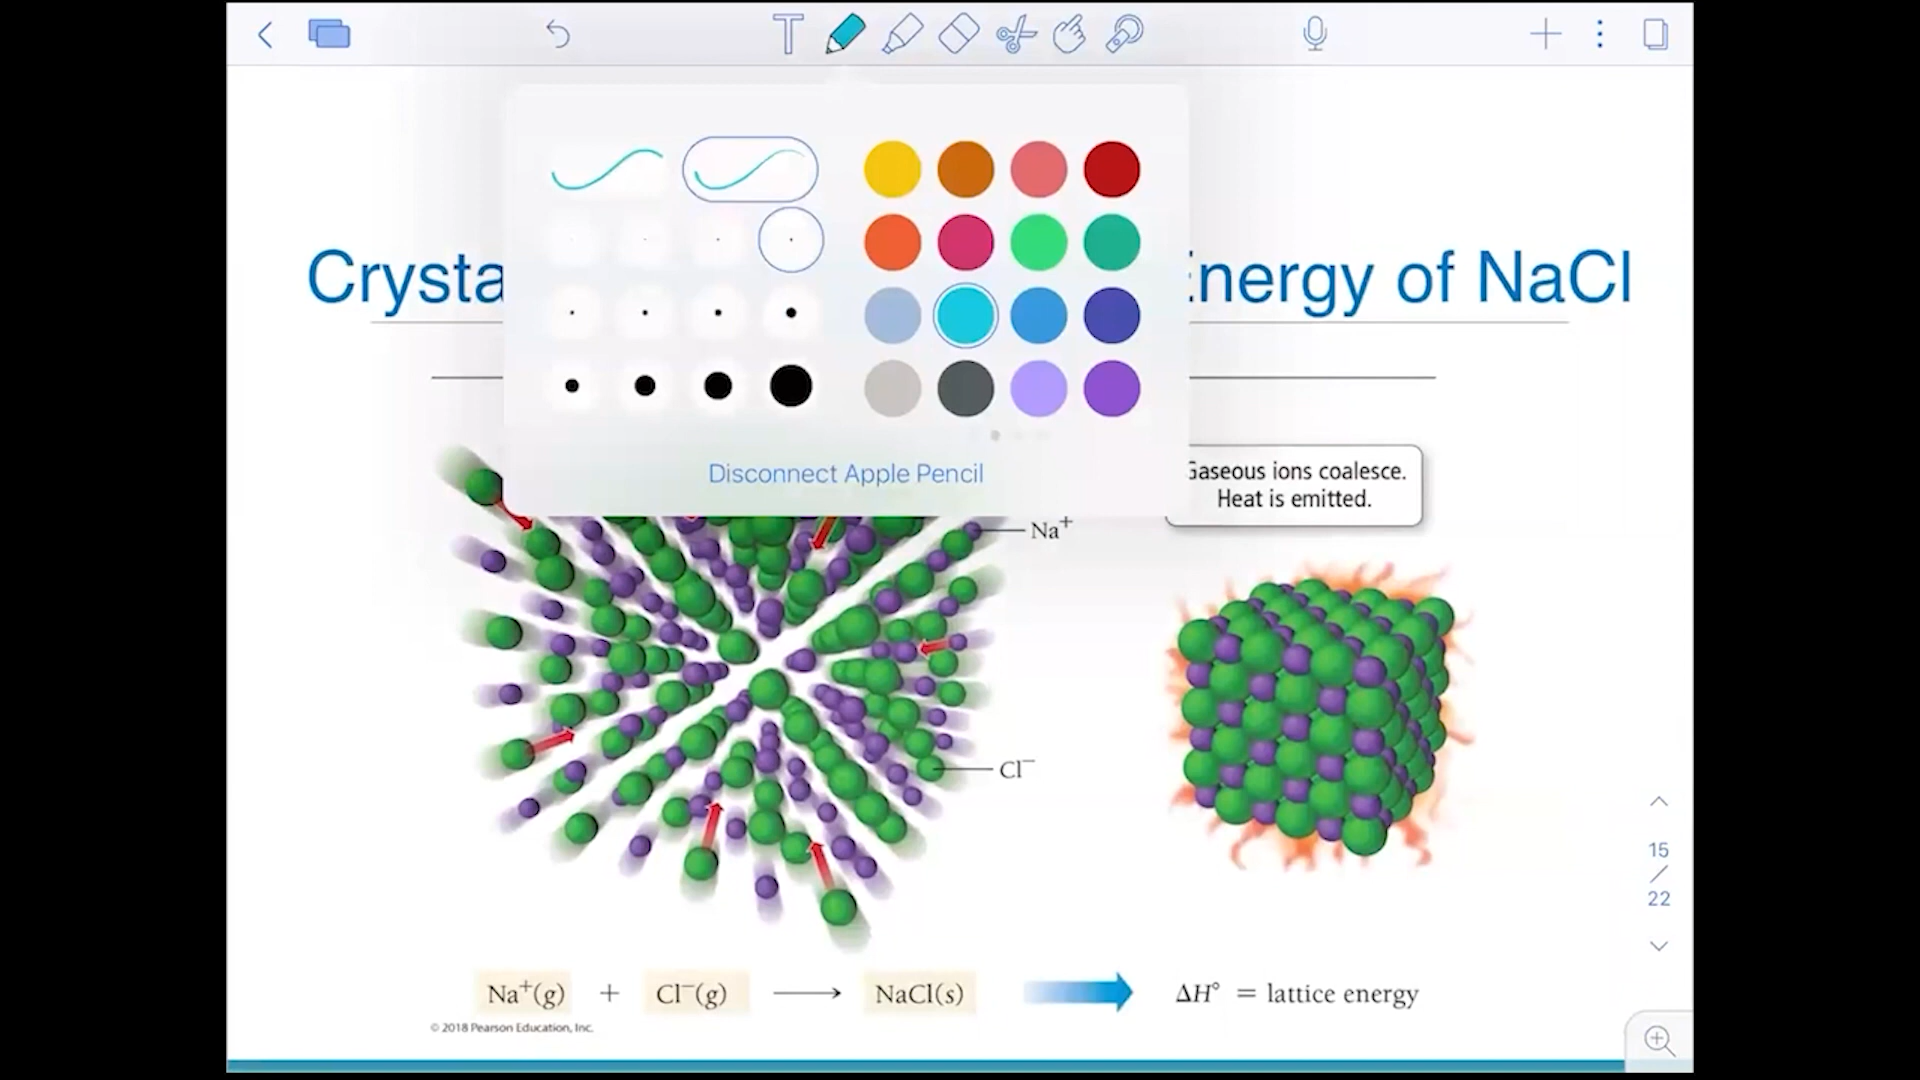 Crysta nergy of NaCl
Disconnect Apple Pencil
Gaseous ions coalesce.
Heat is emitted.
Na⁺
Cl⁻
15
/
22
Na⁺(g) + Cl⁻(g) ⟶ NaCl(s) ΔH° = lattice energy
© 2018 Pearson Education, Inc.